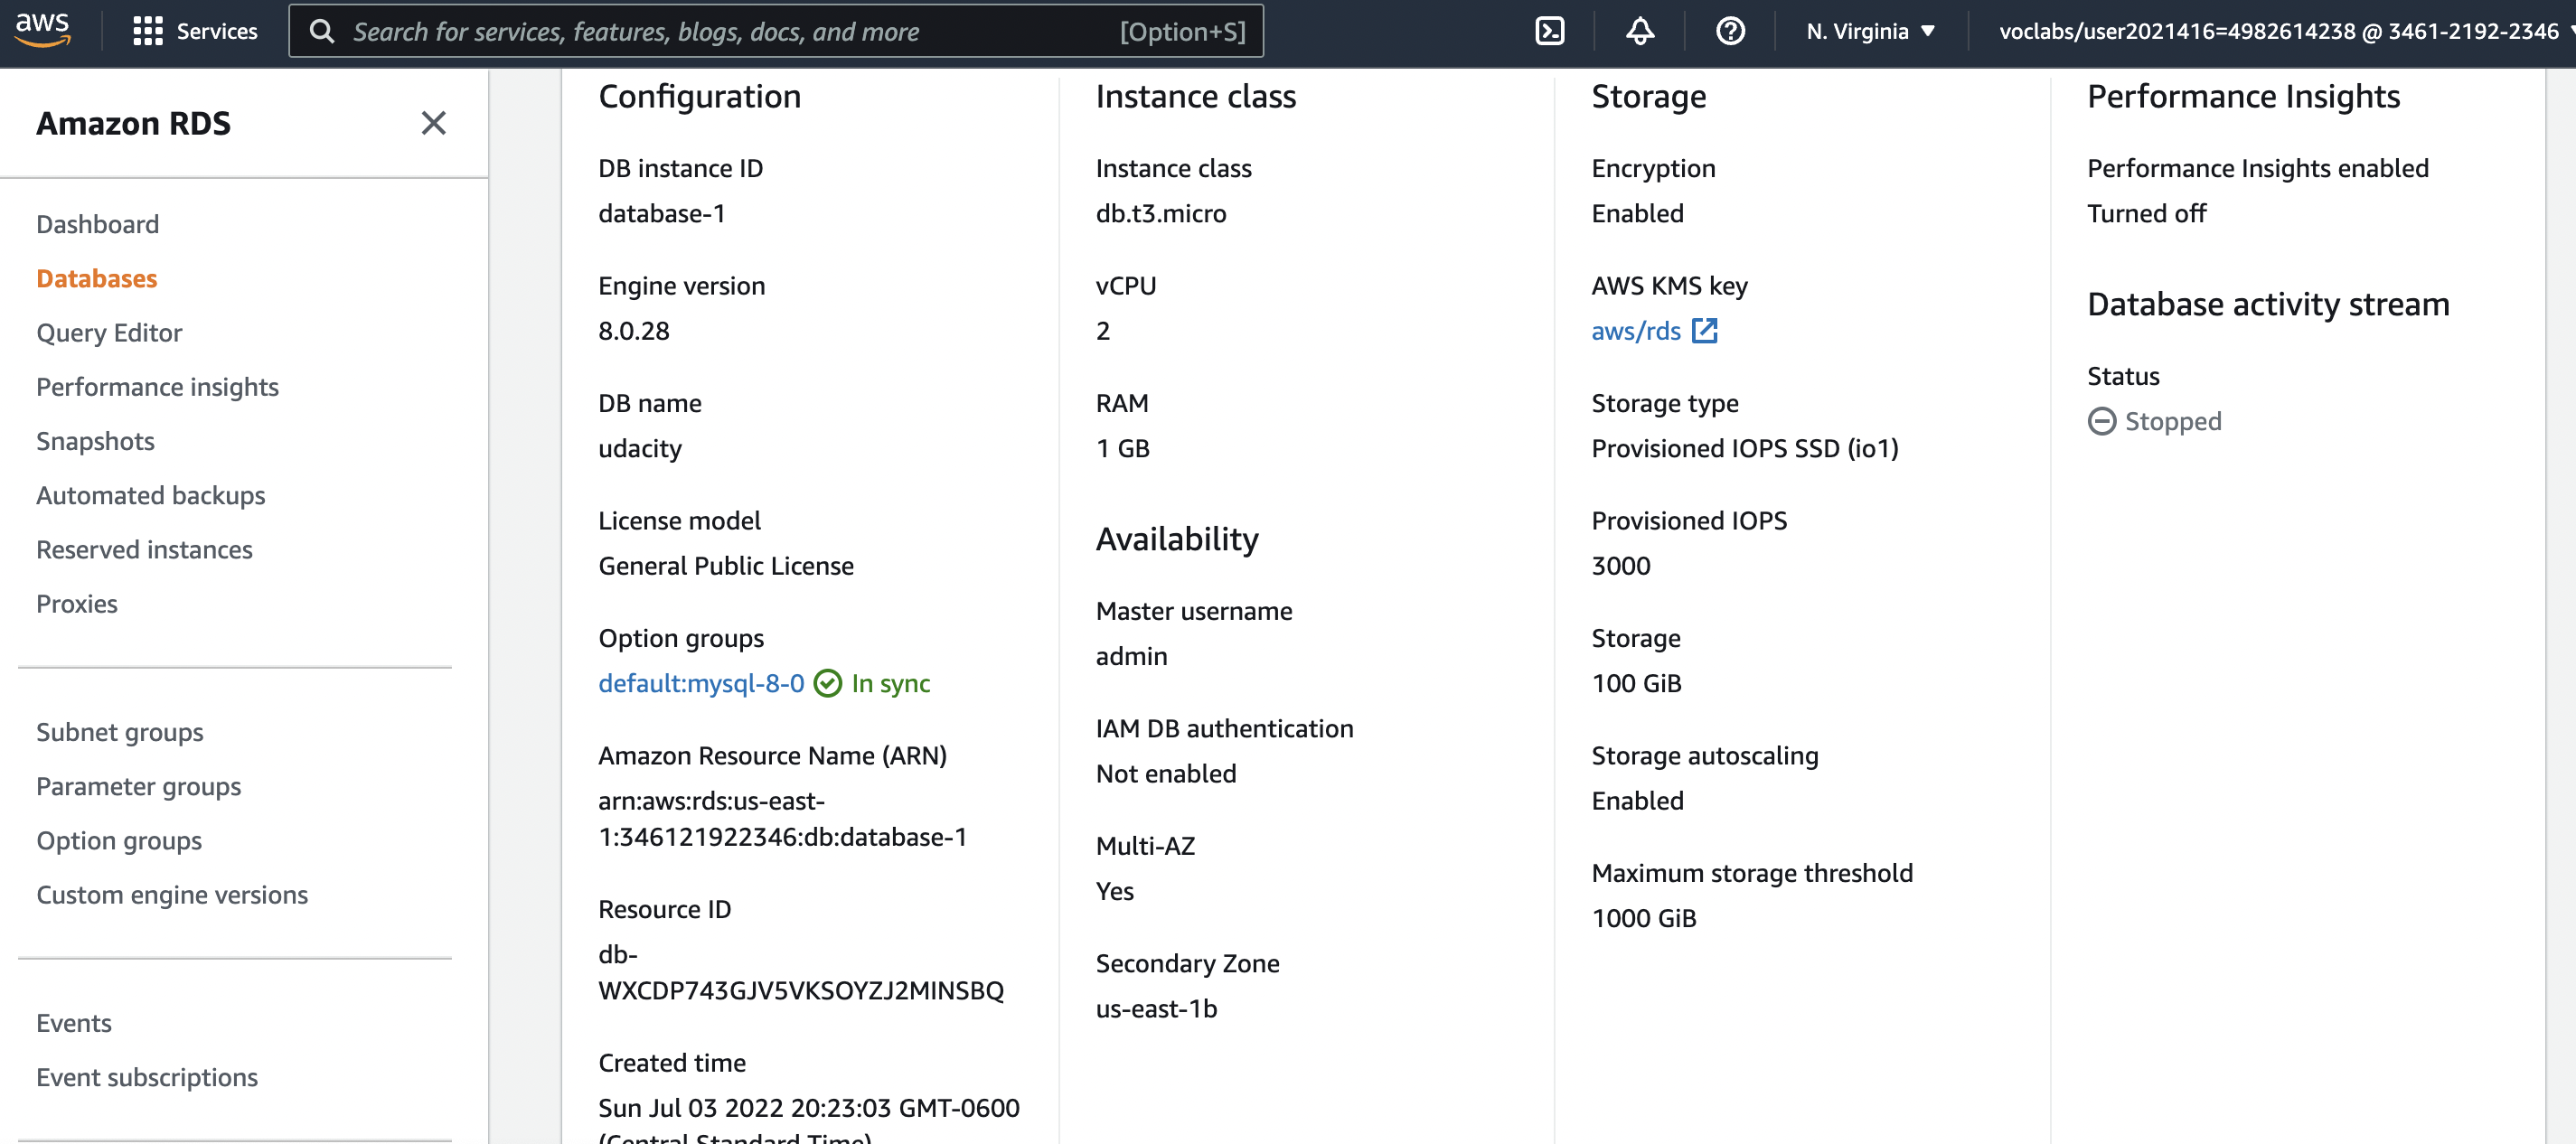 aws
Services
Search for services, features, blogs, docs, and more
[Option+S]
N. Virginia
voclabs/user2021416=4982614238 @ 3461-2192-2346
Amazon RDS
Dashboard
Databases
Query Editor
Performance insights
Snapshots
Automated backups
Reserved instances
Proxies
Subnet groups
Parameter groups
Option groups
Custom engine versions
Events
Event subscriptions
Configuration
DB instance ID
database-1
Engine version
8.0.28
DB name
udacity
License model
General Public License
Option groups
default:mysql-8-0 In sync
Amazon Resource Name (ARN)
arn:aws:rds:us-east-
1:346121922346:db:database-1
Resource ID
db-
WXCDP743GJV5VKSOYZJ2MINSBQ
Created time
Sun Jul 03 2022 20:23:03 GMT-0600
(Central Standard Time)
Instance class
Instance class
db.t3.micro
vCPU
2
RAM
1 GB
Availability
Master username
admin
IAM DB authentication
Not enabled
Multi-AZ
Yes
Secondary Zone
us-east-1b
Storage
Encryption
Enabled
AWS KMS key
aws/rds
Storage type
Provisioned IOPS SSD (io1)
Provisioned IOPS
3000
Storage
100 GiB
Storage autoscaling
Enabled
Maximum storage threshold
1000 GiB
Performance Insights
Performance Insights enabled
Turned off
Database activity stream
Status
Stopped